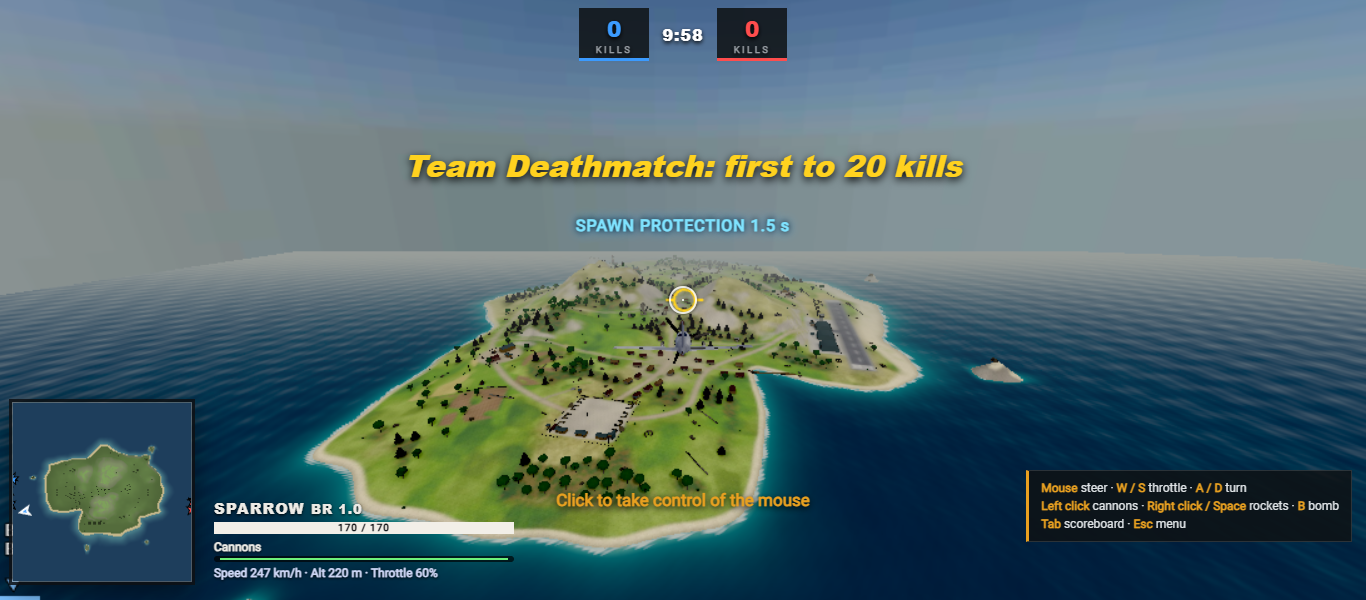 0
KILLS
9:58
0
KILLS
Team Deathmatch: first to 20 kills
SPAWN PROTECTION 1.5 s
Click to take control of the mouse
SPARROW BR 1.0
170 / 170
Cannons
Speed 247 km/h · Alt 220 m · Throttle 60%
Mouse steer · W / S throttle · A / D turn
Left click cannons · Right click / Space rockets · B bomb
Tab scoreboard · Esc menu